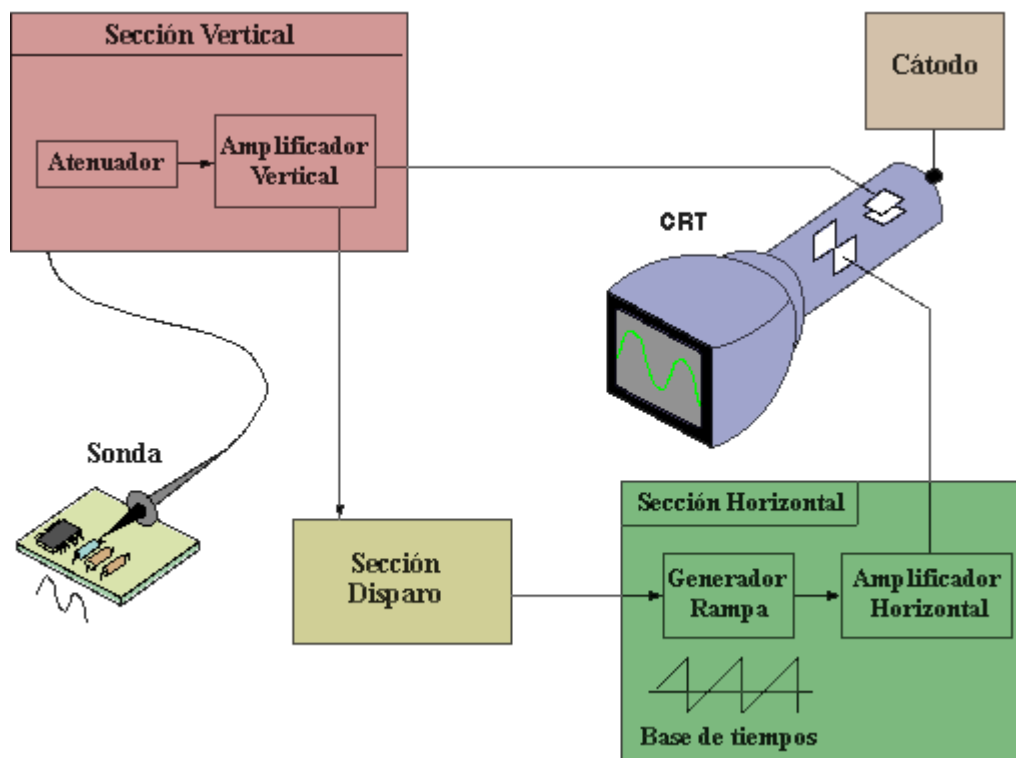 Sección Vertical
Cátodo
Atenuador
Amplificador
Vertical
CRT
Sonda
Sección
Disparo
Sección Horizontal
Generador
Rampa
Amplificador
Horizontal
Base de tiempos